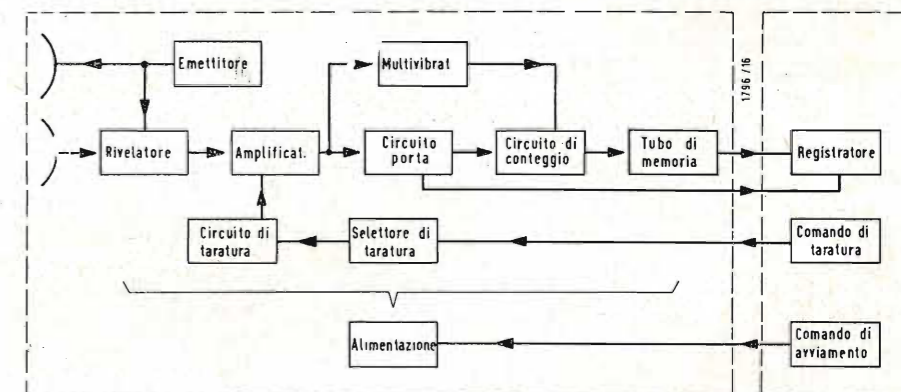 Emettitore
Multivibrat
1796/16
Rivelatore
Amplificat.
Circuito
porta
Circuito di
conteggio
Tubo di
memoria
Registratore
Circuito di
taratura
Selettore di
taratura
Comando di
taratura
Alimentazione
Comando di
avviamento